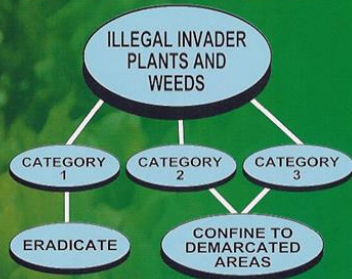 ILLEGAL INVADER
PLANTS AND
WEEDS
CATEGORY
1
CATEGORY
2
CATEGORY
3
ERADICATE
CONFINE TO
DEMARCATED
AREAS